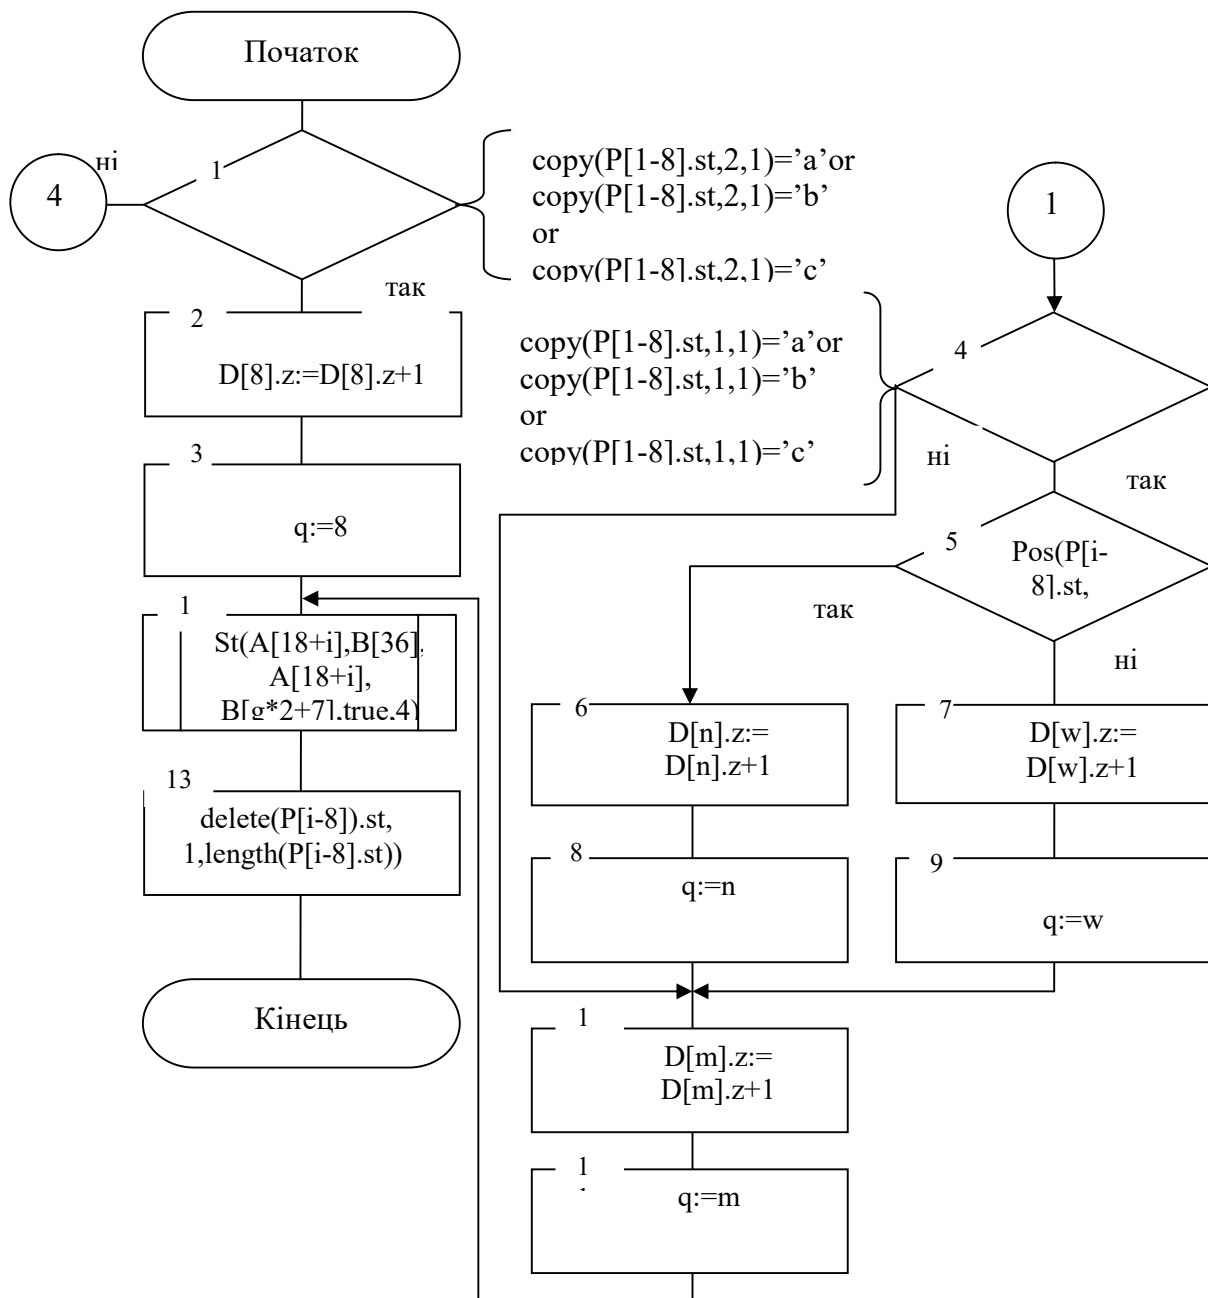 Початок
ні
4
1
copy(P[1-8].st,2,1)='a'or
copy(P[1-8].st,2,1)=’b’
or
copy(P[1-8].st,2,1)=’c’
так
2
D[8].z:=D[8].z+1
3
q:=8
1
St(A[18+i],B[36],
A[18+i],
B[g*2+7],true,4)
13
delete(P[i-8]).st,
1,length(P[i-8].st))
Кінець
1
copy(P[1-8].st,1,1)=’a’or
copy(P[1-8].st,1,1)=’b’
or
copy(P[1-8].st,1,1)=’c’
4
ні
так
5
Pos(P[i-
8].st,
так
ні
6
D[n].z:=
D[n].z+1
7
D[w].z:=
D[w].z+1
8
q:=n
9
q:=w
1
D[m].z:=
D[m].z+1
1
q:=m